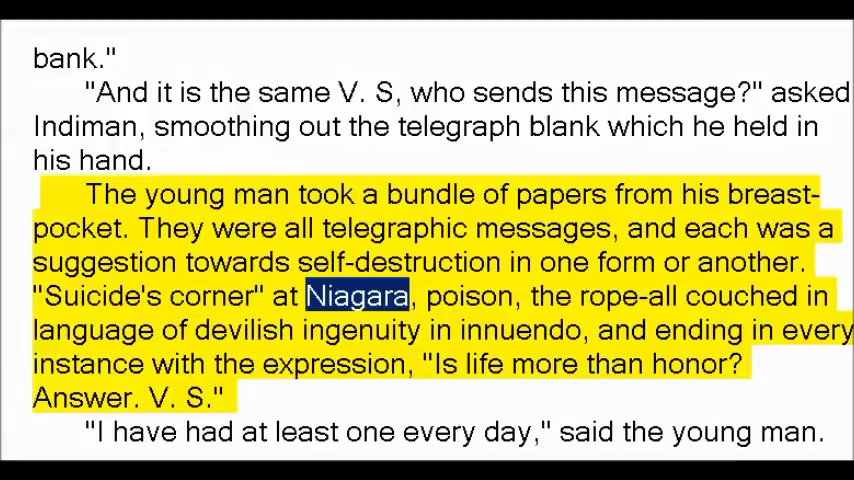 bank."
"And it is the same V. S, who sends this message?" asked
Indiman, smoothing out the telegraph blank which he held in
his hand.
The young man took a bundle of papers from his breast-
pocket. They were all telegraphic messages, and each was a
suggestion towards self-destruction in one form or another.
"Suicide's corner" at Niagara, poison, the rope-all couched in
language of devilish ingenuity in innuendo, and ending in every
instance with the expression, "Is life more than honor?
Answer. V. S."
"I have had at least one every day," said the young man.